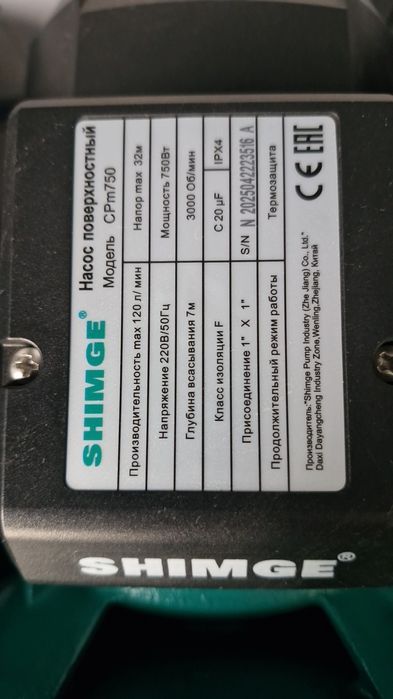 SHIMGE®
Насос поверхностный
Модель CPm750
Производительность max 120 л/ мин Напор max 32м
Напряжение 220В/50Гц Мощность 750Вт
Глубина всасывания 7м 3000 Об/мин
Класс изоляции F C 20 µF IPX4
Присоединение 1" X 1" S/N N 2025042223516 A
Продолжительный режим работы Термозащита
Производитель:"Shimge Pump Industry (Zhe Jiang) Co., Ltd."
Daxi Dayangcheng Industry Zone,Wenling,Zhejiang, Китай
CE EAC
SHIMGE®